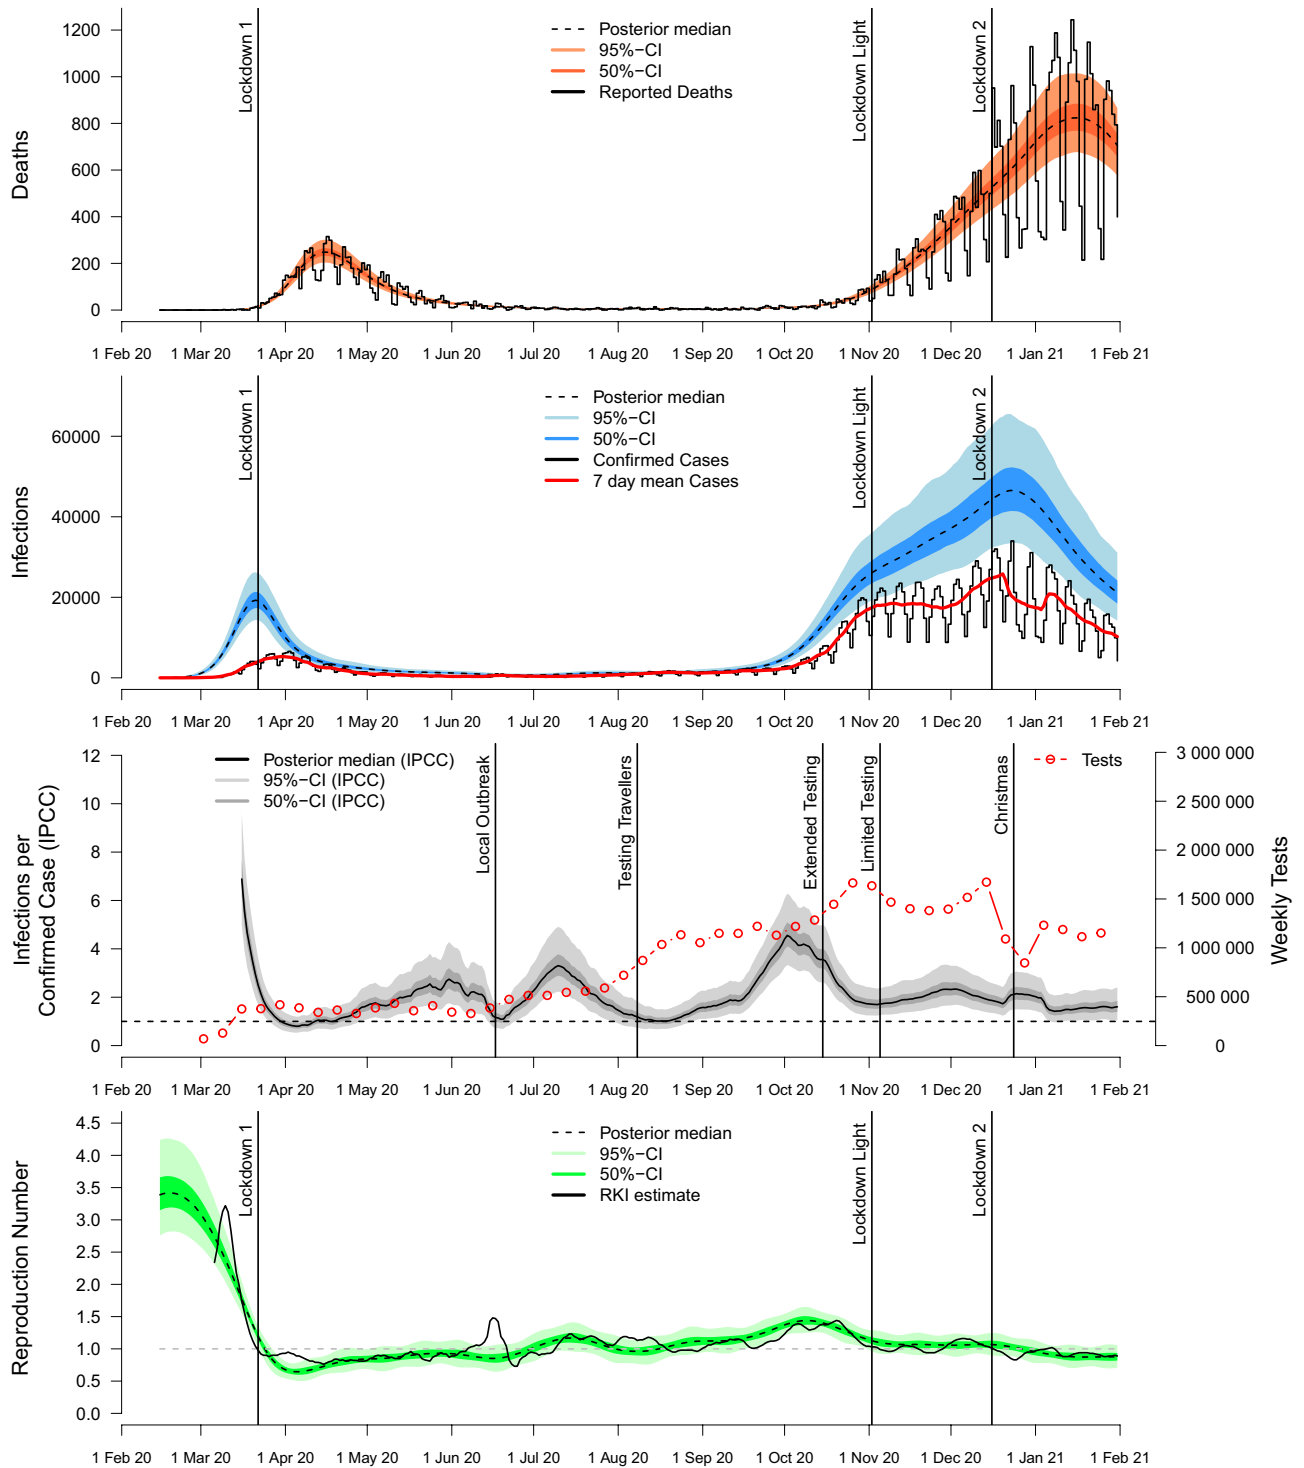 Deaths
1200
1000
800
600
400
200
0
Lockdown 1
Posterior median
95%−CI
50%−CI
Reported Deaths
Lockdown Light
Lockdown 2
1 Feb 20 1 Mar 20 1 Apr 20 1 May 20 1 Jun 20 1 Jul 20 1 Aug 20 1 Sep 20 1 Oct 20 1 Nov 20 1 Dec 20 1 Jan 21 1 Feb 21
Infections
60000
40000
20000
0
Lockdown 1
Posterior median
95%−CI
50%−CI
Confirmed Cases
7 day mean Cases
Lockdown Light
Lockdown 2
1 Feb 20 1 Mar 20 1 Apr 20 1 May 20 1 Jun 20 1 Jul 20 1 Aug 20 1 Sep 20 1 Oct 20 1 Nov 20 1 Dec 20 1 Jan 21 1 Feb 21
Infections per
Confirmed Case (IPCC)
12
10
8
6
4
2
0
Posterior median (IPCC)
95%−CI (IPCC)
50%−CI (IPCC)
Local Outbreak
Testing Travellers
Extended Testing
Limited Testing
Christmas
Tests
3 000 000
2 500 000
2 000 000
1 500 000
1 000 000
500 000
0
Weekly Tests
1 Feb 20 1 Mar 20 1 Apr 20 1 May 20 1 Jun 20 1 Jul 20 1 Aug 20 1 Sep 20 1 Oct 20 1 Nov 20 1 Dec 20 1 Jan 21 1 Feb 21
Reproduction Number
4.5
4.0
3.5
3.0
2.5
2.0
1.5
1.0
0.5
0.0
Lockdown 1
Posterior median
95%−CI
50%−CI
RKI estimate
Lockdown Light
Lockdown 2
1 Feb 20 1 Mar 20 1 Apr 20 1 May 20 1 Jun 20 1 Jul 20 1 Aug 20 1 Sep 20 1 Oct 20 1 Nov 20 1 Dec 20 1 Jan 21 1 Feb 21